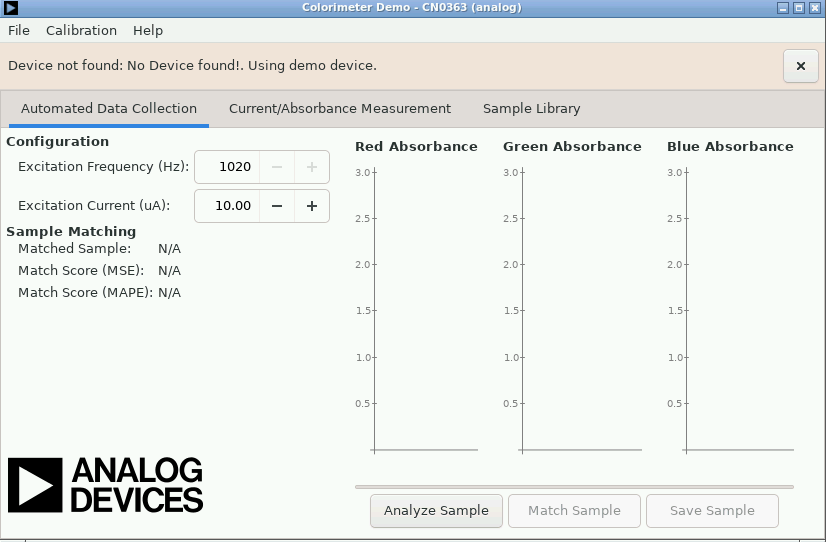 Colorimeter Demo - CN0363 (analog)
File Calibration Help
Device not found: No Device found!. Using demo device.
Automated Data Collection Current/Absorbance Measurement Sample Library
Configuration
Excitation Frequency (Hz): 1020
Excitation Current (uA): 10.00
Sample Matching
Matched Sample: N/A
Match Score (MSE): N/A
Match Score (MAPE): N/A
Red Absorbance Green Absorbance Blue Absorbance
3.0 3.0 3.0
2.5 2.5 2.5
2.0 2.0 2.0
1.5 1.5 1.5
1.0 1.0 1.0
0.5 0.5 0.5
ANALOG
DEVICES
Analyze Sample Match Sample Save Sample